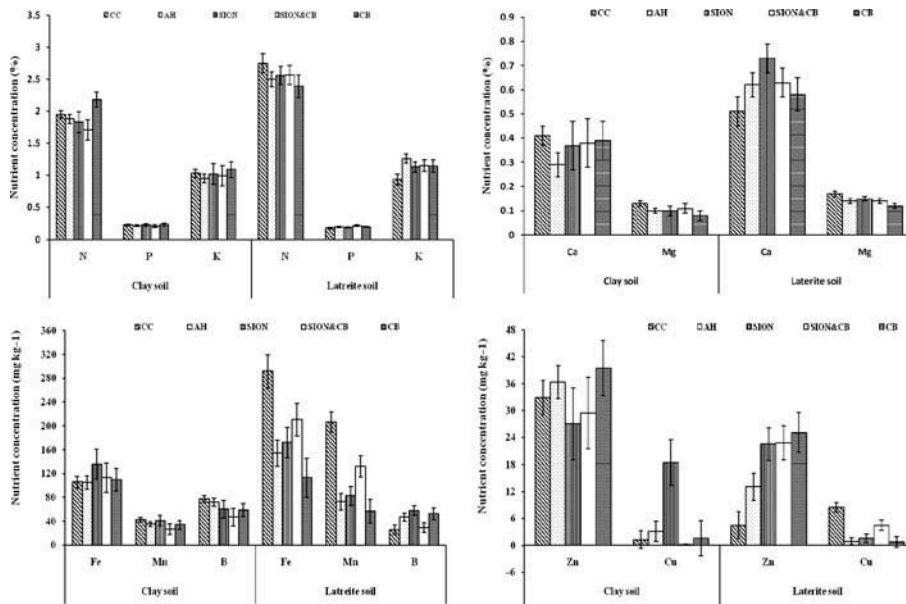 CC AH SION SION&CB CB
Nutrient concentration (%)
3.5
3
2.5
2
1.5
1
0.5
0
N P K N P K
Clay soil Latreite soil
CC AH SION SION&CB CB
Nutrient concentration (%)
0.9
0.8
0.7
0.6
0.5
0.4
0.3
0.2
0.1
0
Ca Mg Ca Mg
Clay soil Laterite soil
CC AH SION SION&CB CB
Nutrient concentration (mg kg-1)
360
320
280
240
200
160
120
80
40
0
Fe Mn B Fe Mn B
Clay soil Latreite soil
CC AH SION SION&CB CB
Nutrient concentration (mg kg-1)
48
42
36
30
24
18
12
6
0
-6
Zn Cu Zn Cu
Clay soil Laterite soil